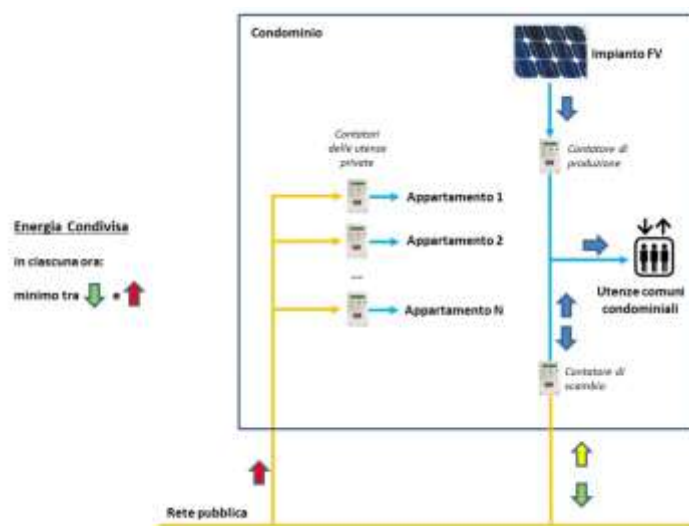 Condominio
Impianto FV
Contatori
delle utenze
private
Contatore di
produzione
Appartamento 1
Energia Condivisa
Appartamento 2
in ciascuna ora:
....
minimo tra e
Utenze comuni
condominiali
Appartamento N
Contatore di
scambio
Rete pubblica